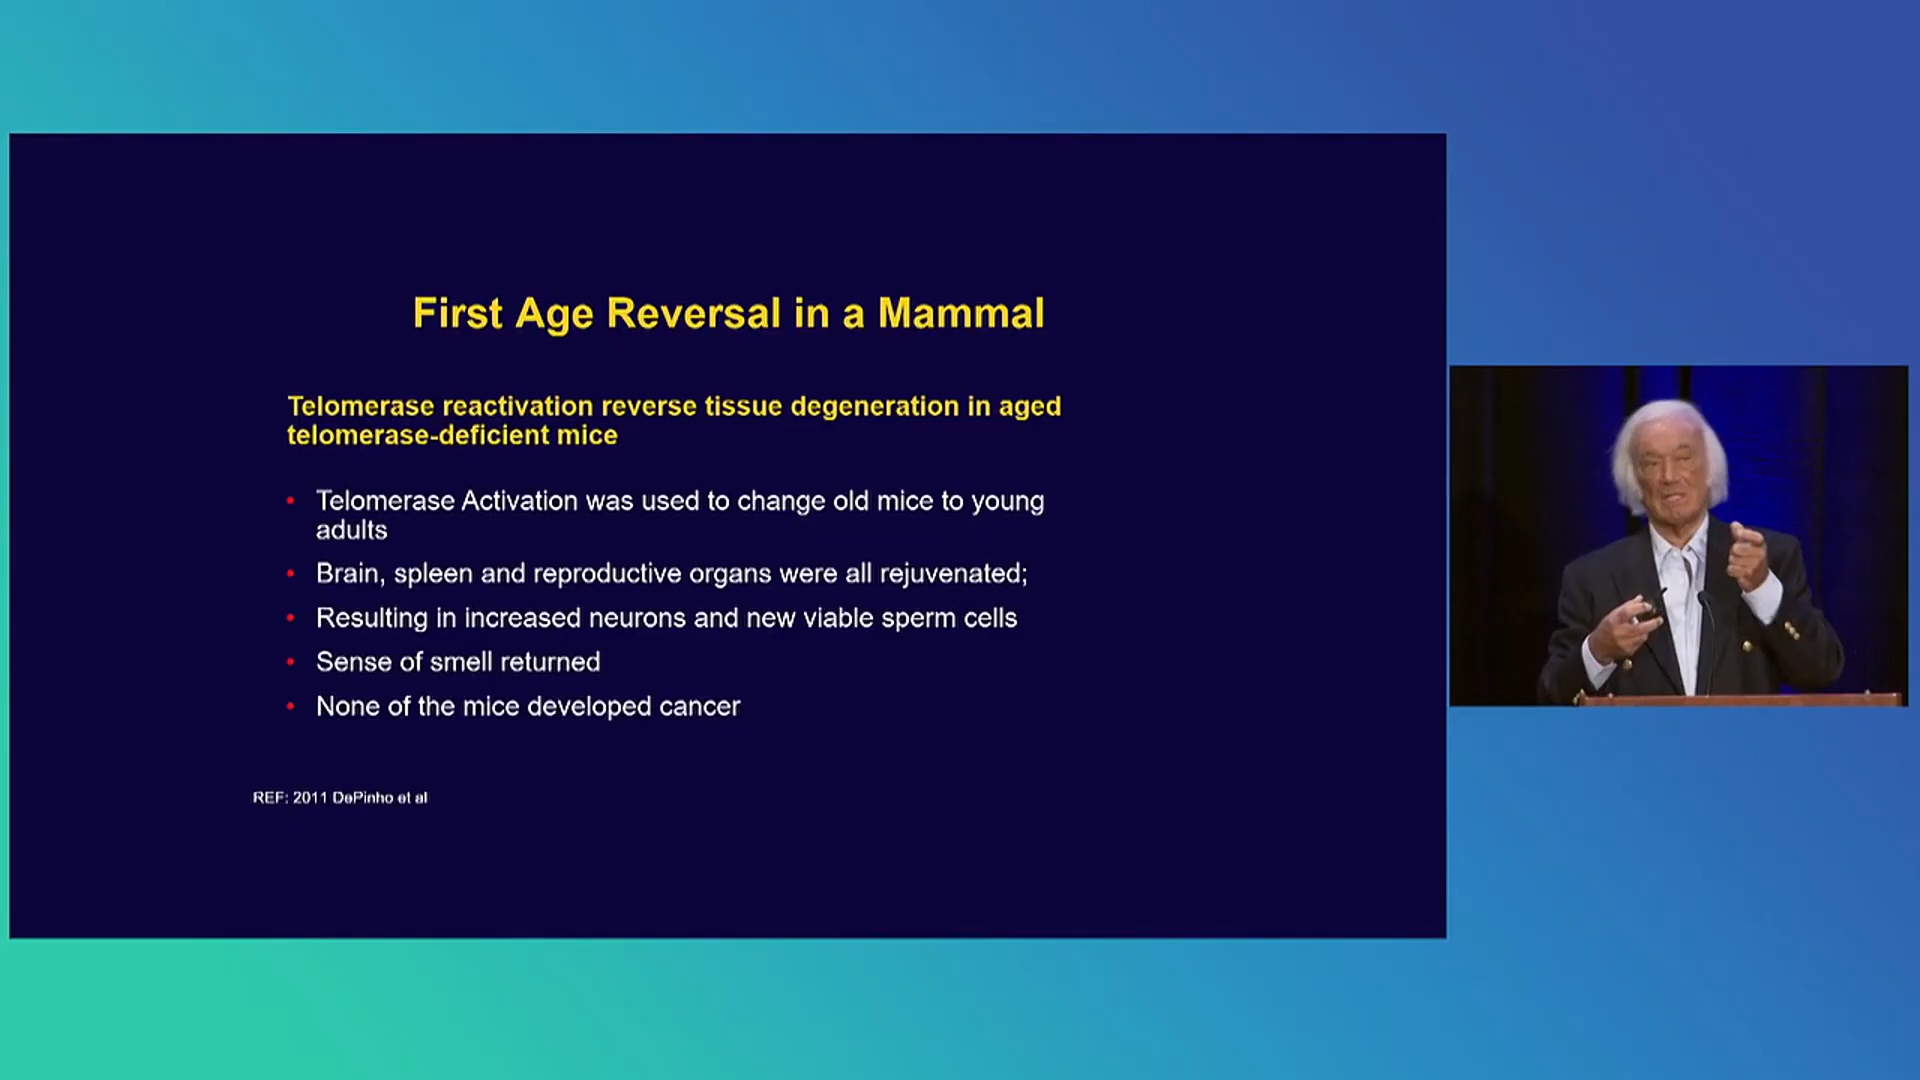 First Age Reversal in a Mammal
Telomerase reactivation reverse tissue degeneration in aged
telomerase-deficient mice
• Telomerase Activation was used to change old mice to young
adults
• Brain, spleen and reproductive organs were all rejuvenated;
• Resulting in increased neurons and new viable sperm cells
• Sense of smell returned
• None of the mice developed cancer
REF: 2011 DePinho et al